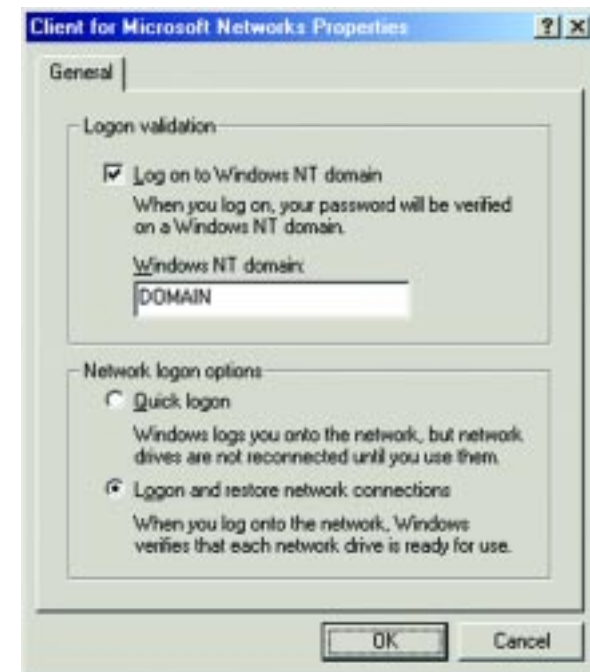 Client for Microsoft Networks Properties
General
Logon validation
Log on to Windows NT domain
When you log on, your password will be verified
on a Windows NT domain.
Windows NT domain:
DOMAIN
Network logon options
Quick logon
Windows logs you onto the network, but network
drives are not reconnected until you use them.
Logon and restore network connections
When you log onto the network, Windows
verifies that each network drive is ready for use.
OK
Cancel